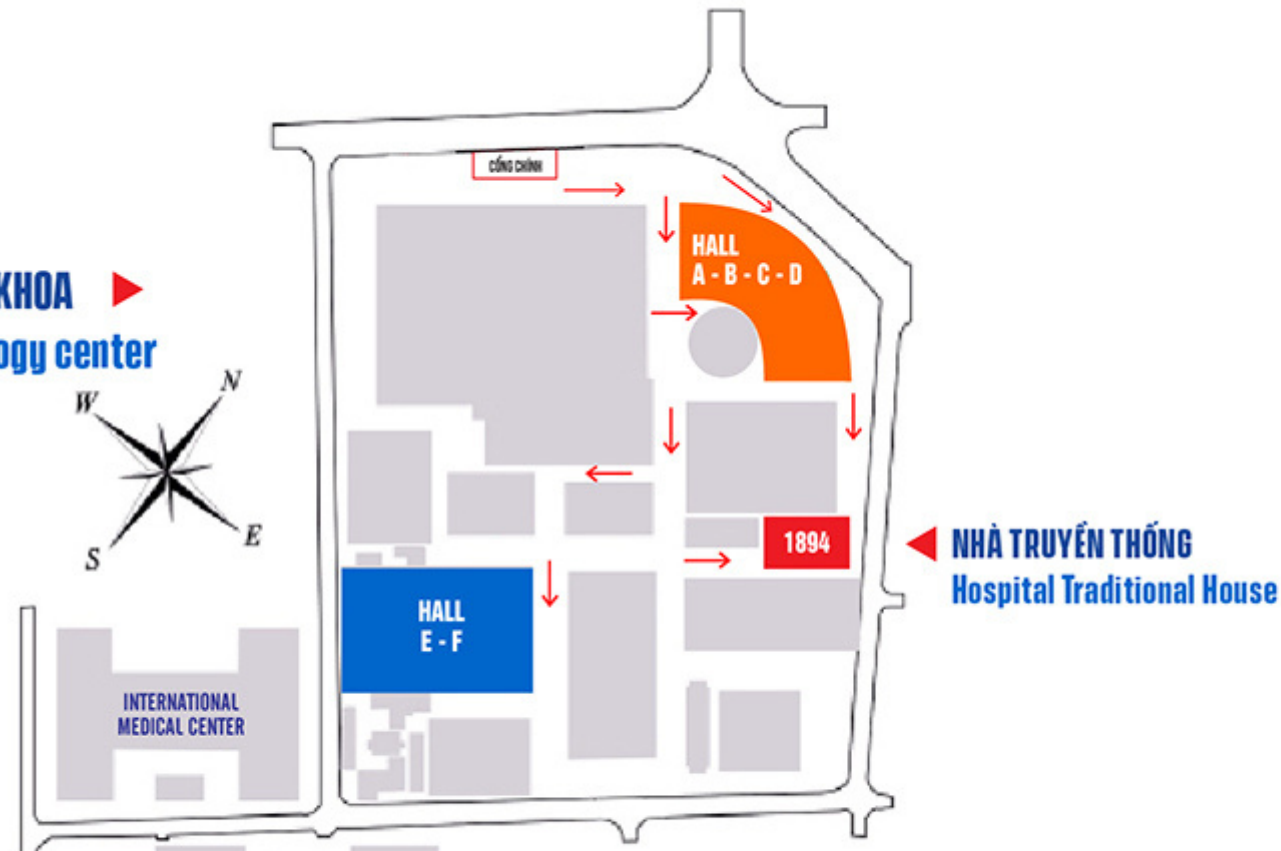 CỔNG CHÍNH
HALL
A - B - C - D
KHOA
ogy center
N
W
E
S
1894
NHÀ TRUYỀN THỐNG
Hospital Traditional House
HALL
E - F
INTERNATIONAL
MEDICAL CENTER